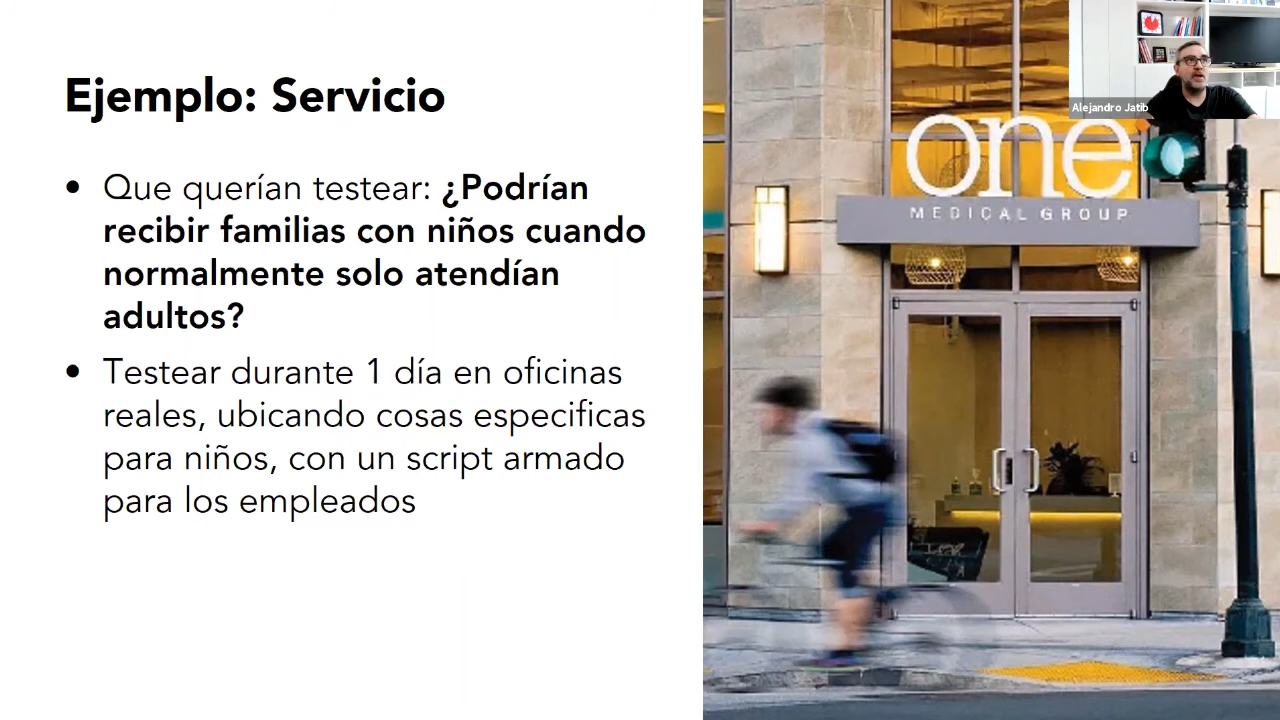 Ejemplo: Servicio
• Que querían testear: ¿Podrían
recibir familias con niños cuando
normalmente solo atendían
adultos?
• Testear durante 1 día en oficinas
reales, ubicando cosas especificas
para niños, con un script armado
para los empleados
one
MEDICAL GROUP
Alejandro Jatib